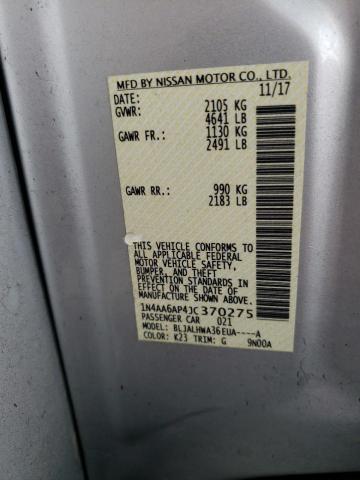 MFD BY NISSAN MOTOR CO., LTD.
DATE: 11/17
GVWR: 2105 KG
4641 LB
GAWR FR.: 1130 KG
2491 LB
GAWR RR.: 990 KG
2183 LB
THIS VEHICLE CONFORMS TO
ALL APPLICABLE FEDERAL
MOTOR VEHICLE SAFETY,
BUMPER, AND THEFT
PREVENTION STANDARDS IN
EFFECT ON THE DATE OF
MANUFACTURE SHOWN ABOVE.
1N4AA6AP4JC370275
PASSENGER CAR 021
MODEL: BLJALHWA36EUA----A
COLOR: K23 TRIM: G 9N00A